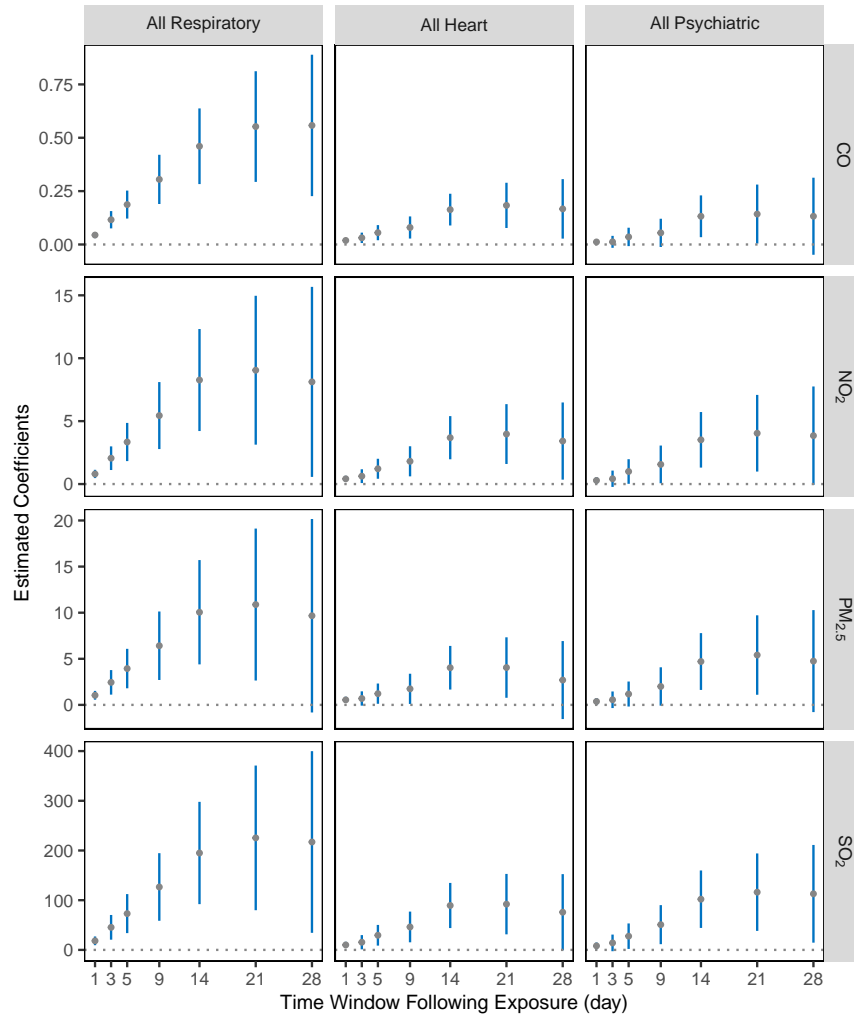 All Respiratory All Heart All Psychiatric
0.75
0.50
0.25
0.00
CO
15
10
5
0
NO₂
20
15
10
5
0
PM₂.₅
400
300
200
100
0
SO₂
Estimated Coefficients
1 3 5 9 14 21 28 1 3 5 9 14 21 28 1 3 5 9 14 21 28
Time Window Following Exposure (day)